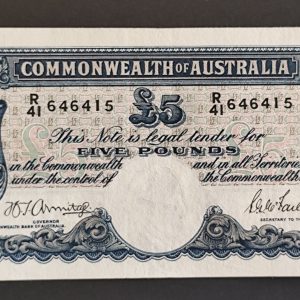 COMMONWEALTH OF AUSTRALIA
R/41 646415 £5 R/41 646415
This Note is legal tender for
FIVE POUNDS
in the Commonwealth and in all Territories
under the control of the Commonwealth
H.T. Armitage
GOVERNOR
COMMONWEALTH BANK OF AUSTRALIA
SECRETARY TO THE